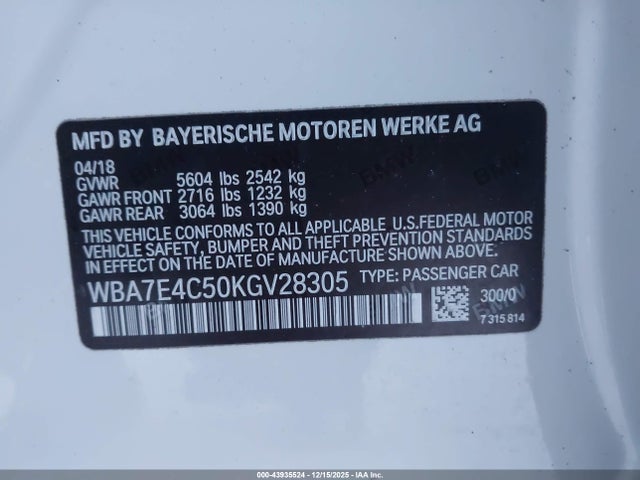 MFD BY BAYERISCHE MOTOREN WERKE AG
04/18
GVWR 5604 lbs 2542 kg
GAWR FRONT 2716 lbs 1232 kg
GAWR REAR 3064 lbs 1390 kg
THIS VEHICLE CONFORMS TO ALL APPLICABLE U.S.FEDERAL MOTOR
VEHICLE SAFETY, BUMPER AND THEFT PREVENTION STANDARDS
IN EFFECT ON THE DATE OF MANUFACTURE SHOWN ABOVE.
WBA7E4C50KGV28305 TYPE: PASSENGER CAR
300/0
7 315 814
000-43935524 - 12/15/2025 - IAAI.com